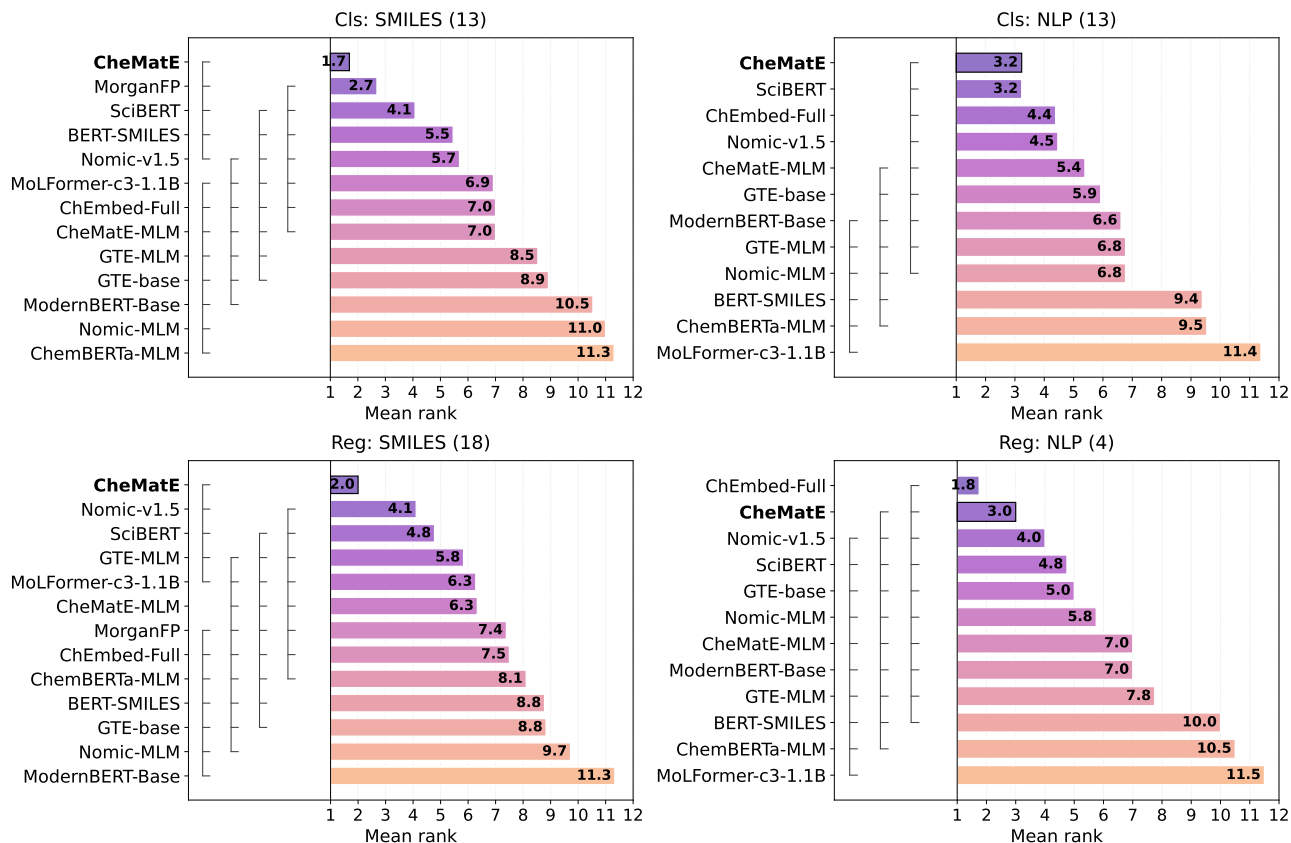 Cls: SMILES (13)
CheMatE 1.7
MorganFP 2.7
SciBERT 4.1
BERT-SMILES 5.5
Nomic-v1.5 5.7
MoLFormer-c3-1.1B 6.9
ChEmbed-Full 7.0
CheMatE-MLM 7.0
GTE-MLM 8.5
GTE-base 8.9
ModernBERT-Base 10.5
Nomic-MLM 11.0
ChemBERTa-MLM 11.3
1 2 3 4 5 6 7 8 9 10 11 12
Mean rank
Cls: NLP (13)
CheMatE 3.2
SciBERT 3.2
ChEmbed-Full 4.4
Nomic-v1.5 4.5
CheMatE-MLM 5.4
GTE-base 5.9
ModernBERT-Base 6.6
GTE-MLM 6.8
Nomic-MLM 6.8
BERT-SMILES 9.4
ChemBERTa-MLM 9.5
MoLFormer-c3-1.1B 11.4
1 2 3 4 5 6 7 8 9 10 11 12
Mean rank
Reg: SMILES (18)
CheMatE 2.0
Nomic-v1.5 4.1
SciBERT 4.8
GTE-MLM 5.8
MoLFormer-c3-1.1B 6.3
CheMatE-MLM 6.3
MorganFP 7.4
ChEmbed-Full 7.5
ChemBERTa-MLM 8.1
BERT-SMILES 8.8
GTE-base 8.8
Nomic-MLM 9.7
ModernBERT-Base 11.3
1 2 3 4 5 6 7 8 9 10 11 12
Mean rank
Reg: NLP (4)
ChEmbed-Full 1.8
CheMatE 3.0
Nomic-v1.5 4.0
SciBERT 4.8
GTE-base 5.0
Nomic-MLM 5.8
CheMatE-MLM 7.0
ModernBERT-Base 7.0
GTE-MLM 7.8
BERT-SMILES 10.0
ChemBERTa-MLM 10.5
MoLFormer-c3-1.1B 11.5
1 2 3 4 5 6 7 8 9 10 11 12
Mean rank